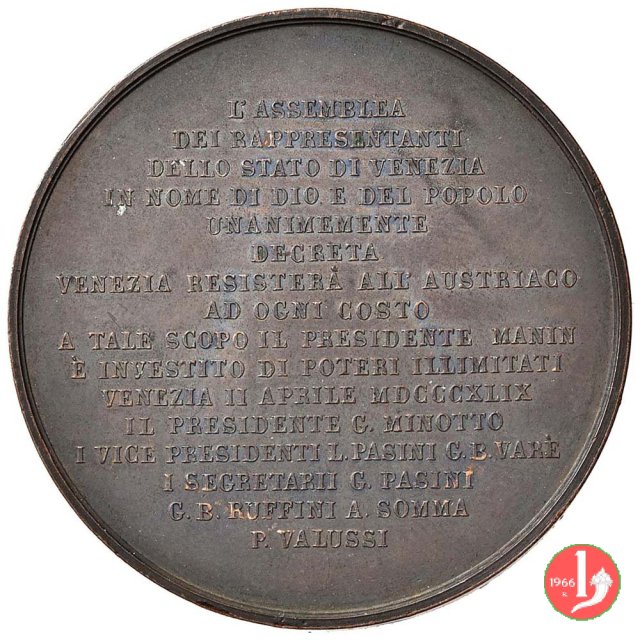 L'ASSEMBLEA
DEI RAPPRESENTANTI
DELLO STATO DI VENEZIA
IN NOME DI DIO E DEL POPOLO
UNANIMEMENTE
DECRETA
VENEZIA RESISTERÀ ALL'AUSTRIACO
AD OGNI COSTO
A TALE SCOPO IL PRESIDENTE MANIN
È INVESTITO DI POTERI ILLIMITATI
VENEZIA II APRILE MDCCCXLIX
IL PRESIDENTE G. MINOTTO
I VICE PRESIDENTI L. PASINI G. B. VARÈ
I SEGRETARII G. PASINI
G. B. RUFFINI A. SOMMA
P. VALUSSI
1966